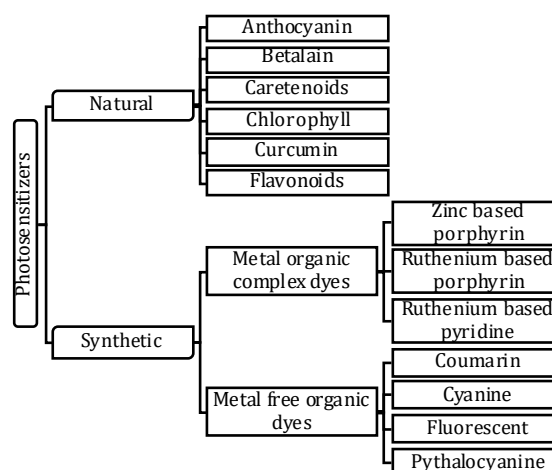 Photosensitizers
Natural
Anthocyanin
Betalain
Caretenoids
Chlorophyll
Curcumin
Flavonoids
Synthetic
Metal organic
complex dyes
Zinc based
porphyrin
Ruthenium based
porphyrin
Ruthenium based
pyridine
Metal free organic
dyes
Coumarin
Cyanine
Fluorescent
Pythalocyanine